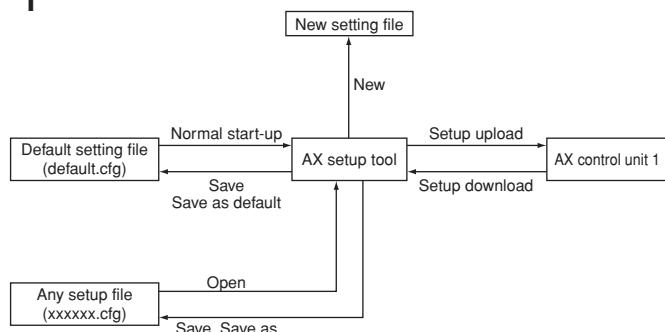 New setting file
New
Normal start-up
Setup upload
Default setting file
(default.cfg)
AX setup tool
AX control unit 1
Save
Save as default
Setup download
Open
Any setup file
(xxxxxx.cfg)
Save, Save as